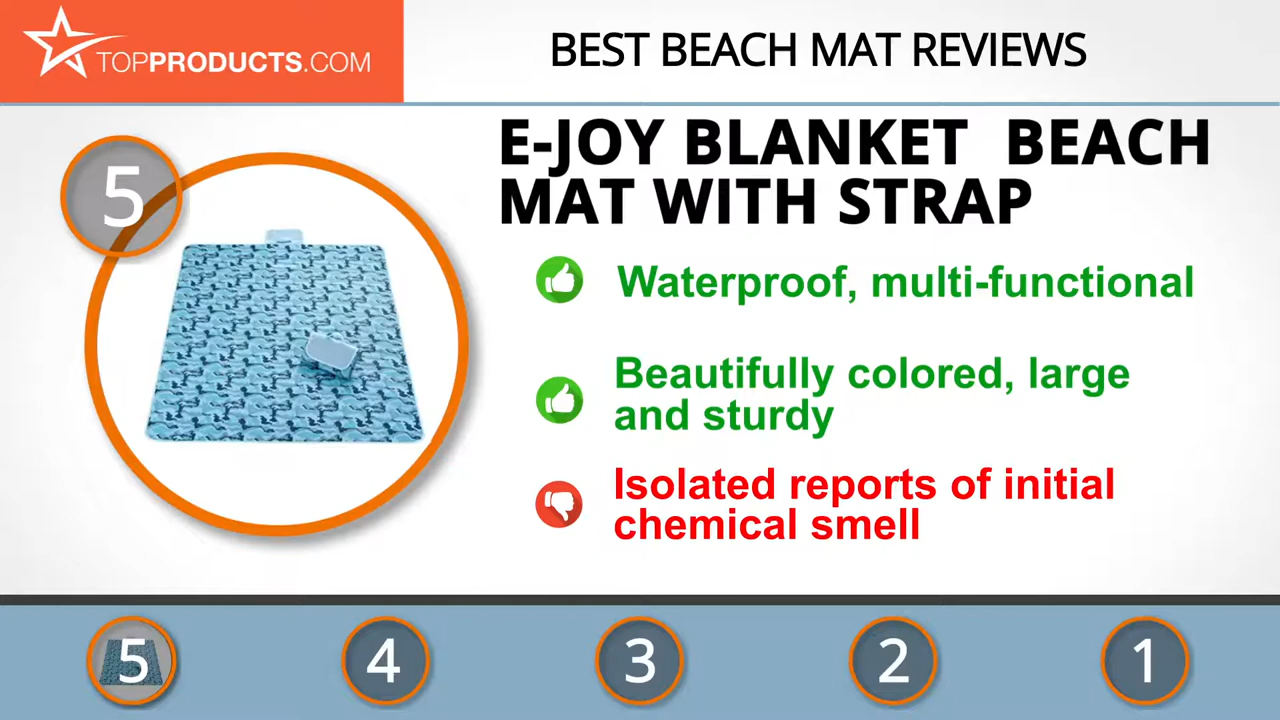 TOPPRODUCTS.COM
BEST BEACH MAT REVIEWS
5
E-JOY BLANKET BEACH
MAT WITH STRAP
Waterproof, multi-functional
Beautifully colored, large
and sturdy
Isolated reports of initial
chemical smell
5 4 3 2 1